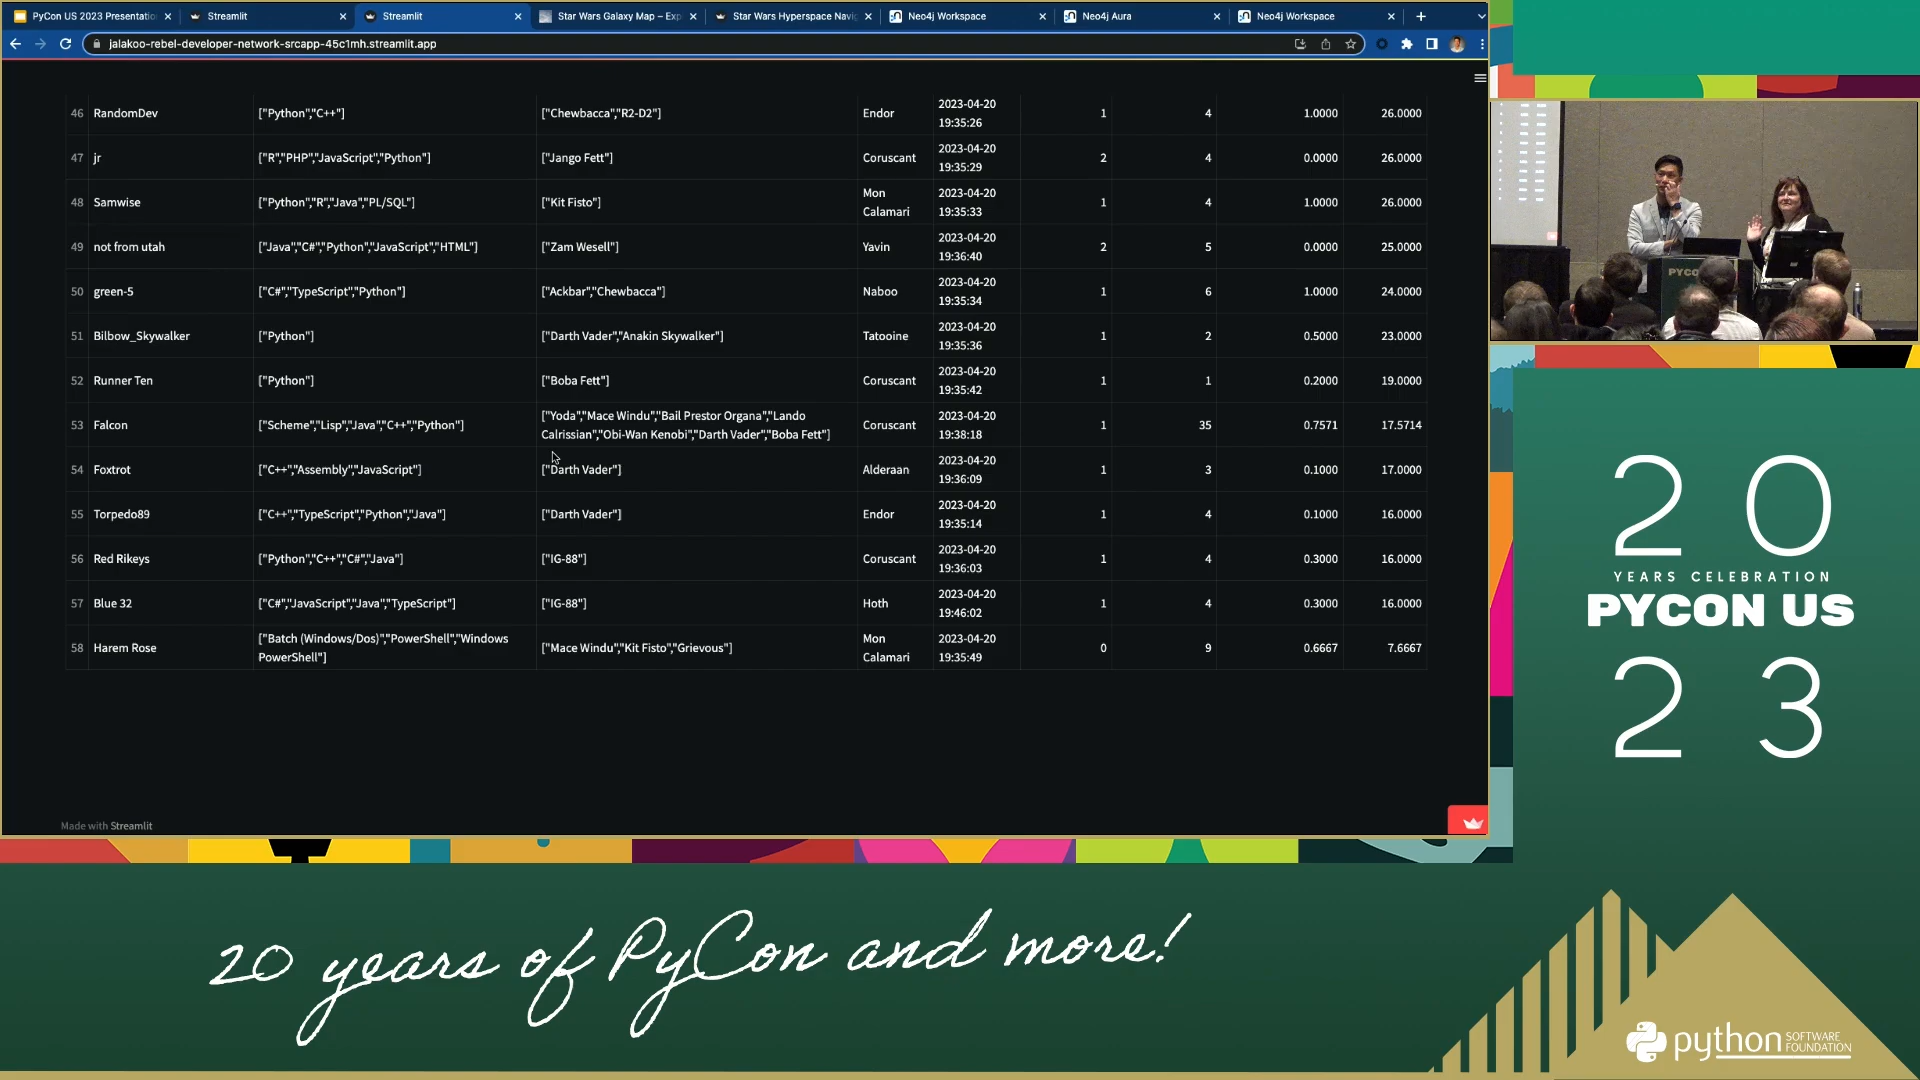 PyCon US 2023 Presentatio
Streamlit
Streamlit
Star Wars Galaxy Map – Exp
Star Wars Hyperspace Navig
Neo4j Workspace
Neo4j Aura
Neo4j Workspace
jalakoo-rebel-developer-network-srcapp-45c1mh.streamlit.app
46 RandomDev ["Python","C++"] ["Chewbacca","R2-D2"] Endor 2023-04-20 19:35:26 1 4 1.0000 26.0000
47 jr ["R","PHP","JavaScript","Python"] ["Jango Fett"] Coruscant 2023-04-20 19:35:29 2 4 0.0000 26.0000
48 Samwise ["Python","R","Java","PL/SQL"] ["Kit Fisto"] Mon Calamari 2023-04-20 19:35:33 1 4 1.0000 26.0000
49 not from utah ["Java","C#","Python","JavaScript","HTML"] ["Zam Wesell"] Yavin 2023-04-20 19:36:40 2 5 0.0000 25.0000
50 green-5 ["C#","TypeScript","Python"] ["Ackbar","Chewbacca"] Naboo 2023-04-20 19:35:34 1 6 1.0000 24.0000
51 Bilbow_Skywalker ["Python"] ["Darth Vader","Anakin Skywalker"] Tatooine 2023-04-20 19:35:36 1 2 0.5000 23.0000
52 Runner Ten ["Python"] ["Boba Fett"] Coruscant 2023-04-20 19:35:42 1 1 0.2000 19.0000
53 Falcon ["Scheme","Lisp","Java","C++","Python"] ["Yoda","Mace Windu","Bail Prestor Organa","Lando Calrissian","Obi-Wan Kenobi","Darth Vader","Boba Fett"] Coruscant 2023-04-20 19:38:18 1 35 0.7571 17.5714
54 Foxtrot ["C++","Assembly","JavaScript"] ["Darth Vader"] Alderaan 2023-04-20 19:36:09 1 3 0.1000 17.0000
55 Torpedo89 ["C++","TypeScript","Python","Java"] ["Darth Vader"] Endor 2023-04-20 19:35:14 1 4 0.1000 16.0000
56 Red Rikeys ["Python","C++","C#","Java"] ["IG-88"] Coruscant 2023-04-20 19:36:03 1 4 0.3000 16.0000
57 Blue 32 ["C#","JavaScript","Java","TypeScript"] ["IG-88"] Hoth 2023-04-20 19:46:02 1 4 0.3000 16.0000
58 Harem Rose ["Batch (Windows/Dos)","PowerShell","Windows PowerShell"] ["Mace Windu","Kit Fisto","Grievous"] Mon Calamari 2023-04-20 19:35:49 0 9 0.6667 7.6667
Made with Streamlit
PYCO
20
YEARS CELEBRATION
PYCON US
23
20 years of PyCon and more!
python
SOFTWARE
FOUNDATION